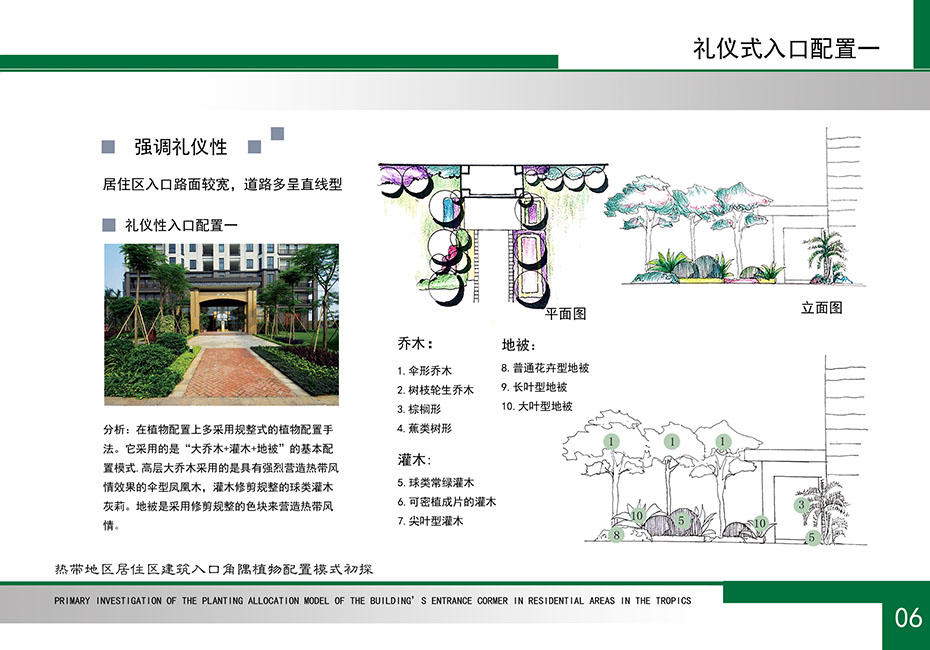 礼仪式入口配置一
强调礼仪性
居住区入口路面较宽，道路多呈直线型
礼仪性入口配置一
分析：在植物配置上多采用规整式的植物配置手
法。它采用的是“大乔木+灌木+地被”的基本配
置模式.高层大乔木采用的是具有强烈营造热带风
情效果的伞型凤凰木，灌木修剪规整的球类灌木
灰莉。地被是采用修剪规整的色块来营造热带风
情。
平面图
立面图
乔木：
1.伞形乔木
2.树枝轮生乔木
3.棕榈形
4.蕉类树形
灌木:
5.球类常绿灌木
6.可密植成片的灌木
7.尖叶型灌木
地被：
8.普通花卉型地被
9.长叶型地被
10.大叶型地被
1
1
1
10
5
10
3
8
5
热带地区居住区建筑入口角隅植物配置模式初探
PRIMARY INVESTIGATION OF THE PLANTING ALLOCATION MODEL OF THE BUILDING'S ENTRANCE CORMER IN RESIDENTIAL AREAS IN THE TROPICS
06